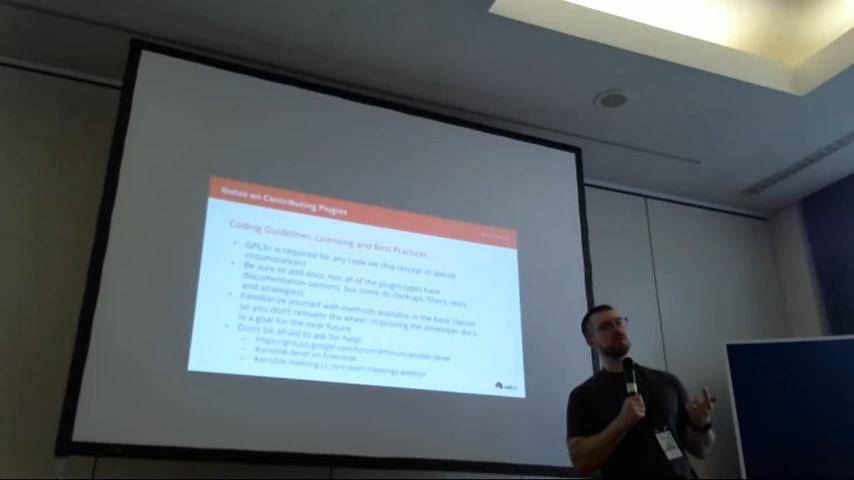 Notes on Contributing Plugins
Coding Guidelines, Licensing and Best Practices
• GPL3+ is required for any code we ship (except in special
circumstances)
• Be sure to add docs. Not all of the plugin types have
documentation sections, but some do (lookups, filters, tests,
and strategies)
• Familiarize yourself with methods available in the base classes
so you don't reinvent the wheel. Improving the developer docs
is a goal for the near future.
• Don't be afraid to ask for help!
– https://groups.google.com/forum/#!forum/ansible-devel
– #ansible-devel on Freenode
– #ansible-meeting (2 core team meetings weekly)